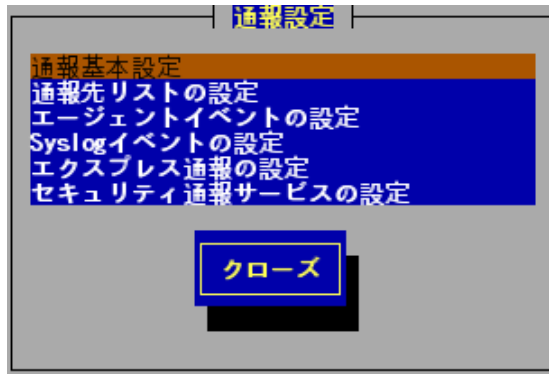 通報設定
通報基本設定
通報先リストの設定
エージェントイベントの設定
Syslogイベントの設定
エクスプレス通報の設定
セキュリティ通報サービスの設定
クローズ